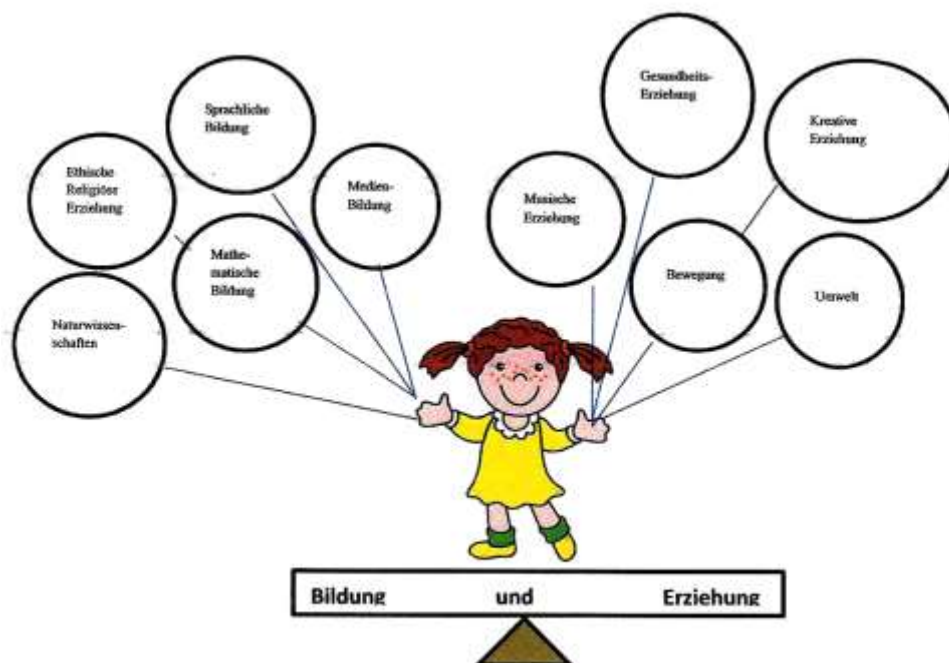 Sprachliche
Bildung
Ethische
Religiöse
Erziehung
Medien-
Bildung
Mathe-
matische
Bildung
Naturwissen-
schaften
Gesundheits-
Erziehung
Kreative
Erziehung
Musische
Erziehung
Bewegung
Umwelt
Bildung und Erziehung